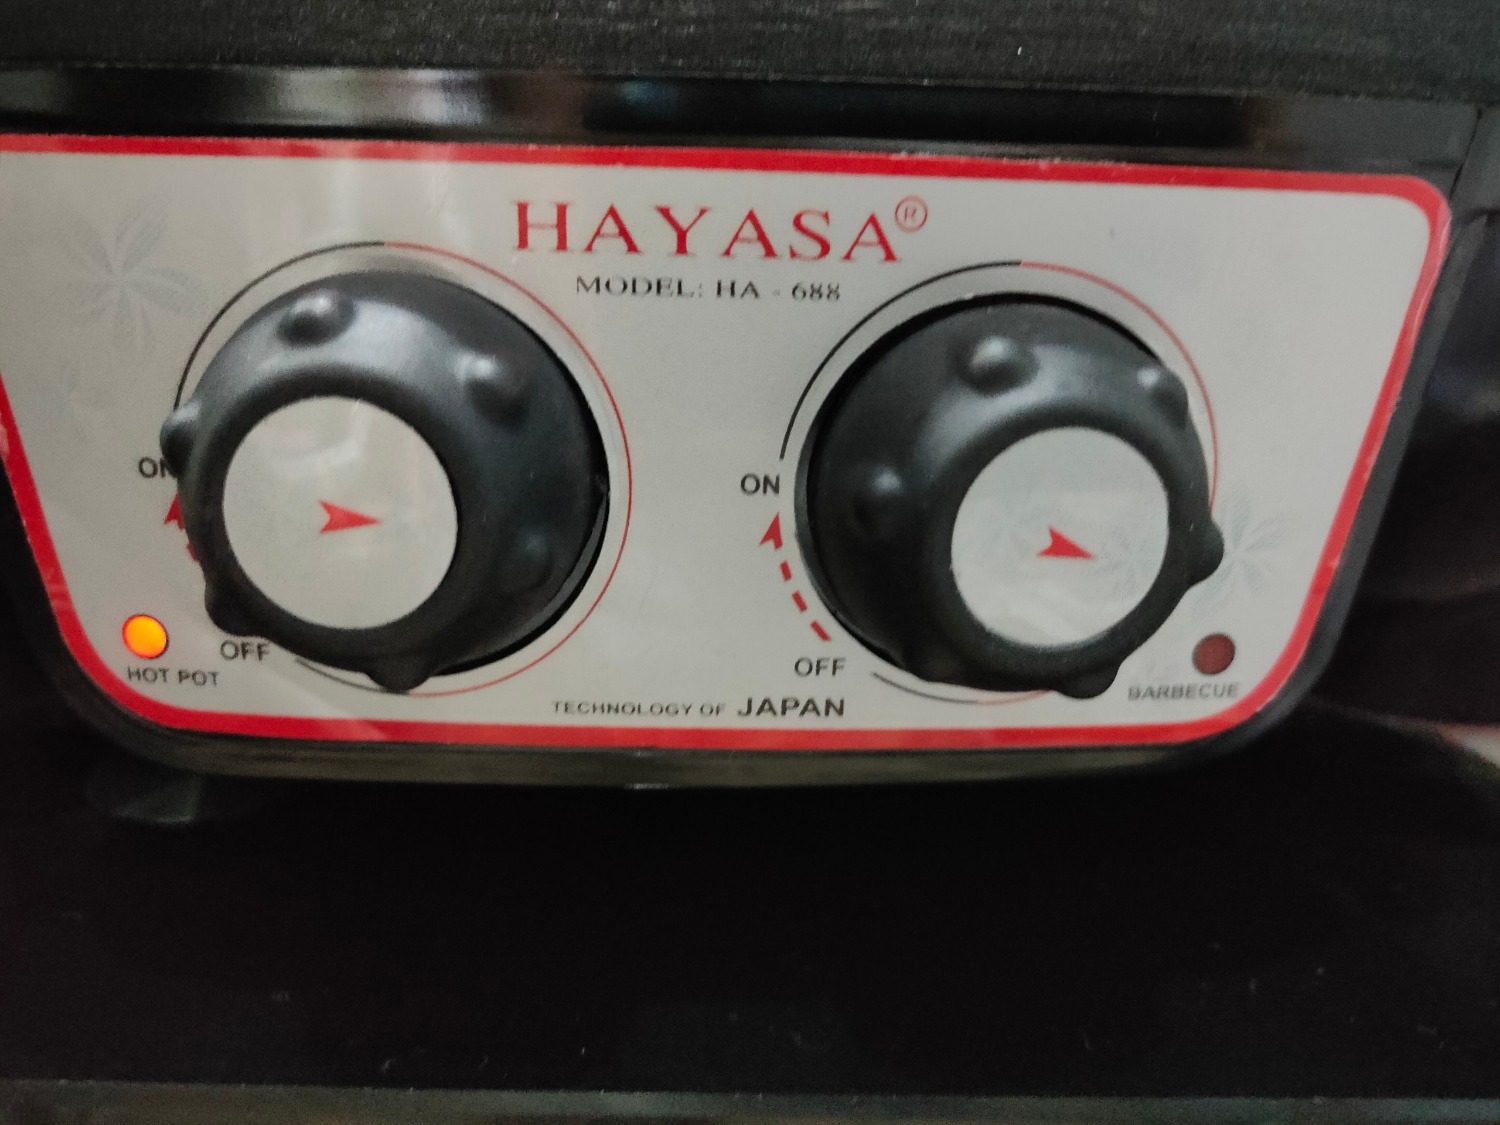 HAYASA®
MODEL: HA - 688
ON
ON
OFF
OFF
HOT POT
BARBECUE
TECHNOLOGY OF JAPAN